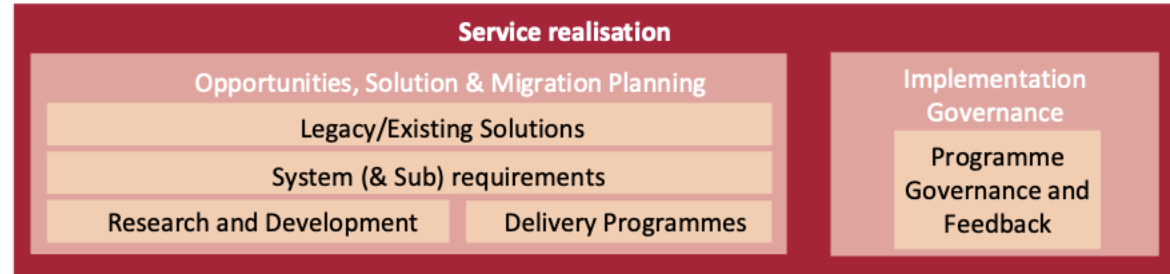 Service realisation
Opportunities, Solution & Migration Planning
Legacy/Existing Solutions
System (& Sub) requirements
Research and Development
Delivery Programmes
Implementation
Governance
Programme
Governance and
Feedback